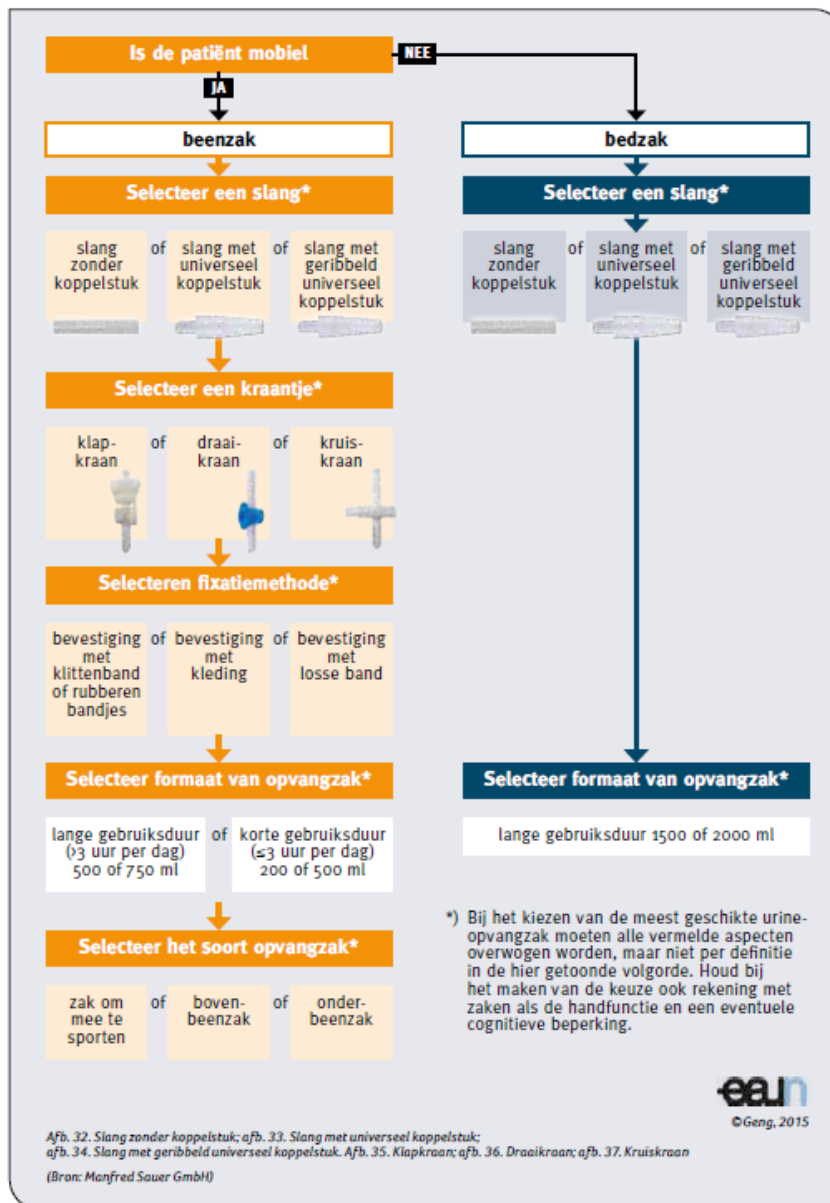 Is de patiënt mobiel
NEE
JA
beenzak
Selecteer een slang*
slang
zonder
koppelstuk
of
slang met
universeel
koppelstuk
of
slang met
geribbeld
universeel
koppelstuk
Selecteer een kraantje*
klap-
kraan
of
draai-
kraan
of
kruis-
kraan
Selecteren fixatiemethode*
bevestiging
met
klittenband
of rubberen
bandjes
of
bevestiging
met
kleding
of
bevestiging
met
losse band
Selecteer formaat van opvangzak*
lange gebruiksduur
(>3 uur per dag)
500 of 750 ml
of
korte gebruiksduur
(≤3 uur per dag)
200 of 500 ml
Selecteer het soort opvangzak*
zak om
mee te
sporten
of
boven-
beenzak
of
onder-
beenzak
bedzak
Selecteer een slang*
slang
zonder
koppelstuk
of
slang met
universeel
koppelstuk
of
slang met
geribbeld
universeel
koppelstuk
Selecteer formaat van opvangzak*
lange gebruiksduur 1500 of 2000 ml
*) Bij het kiezen van de meest geschikte urine-
opvangzak moeten alle vermelde aspecten
overwogen worden, maar niet per definitie
in de hier getoonde volgorde. Houd bij
het maken van de keuze ook rekening met
zaken als de handfunctie en een eventuele
cognitieve beperking.
eaun
©Geng, 2015
Afb. 32. Slang zonder koppelstuk; afb. 33. Slang met universeel koppelstuk;
afb. 34. Slang met geribbeld universeel koppelstuk. Afb. 35. Klapkraan; afb. 36. Draaikraan; afb. 37. Kruiskraan
(Bron: Manfred Sauer GmbH)